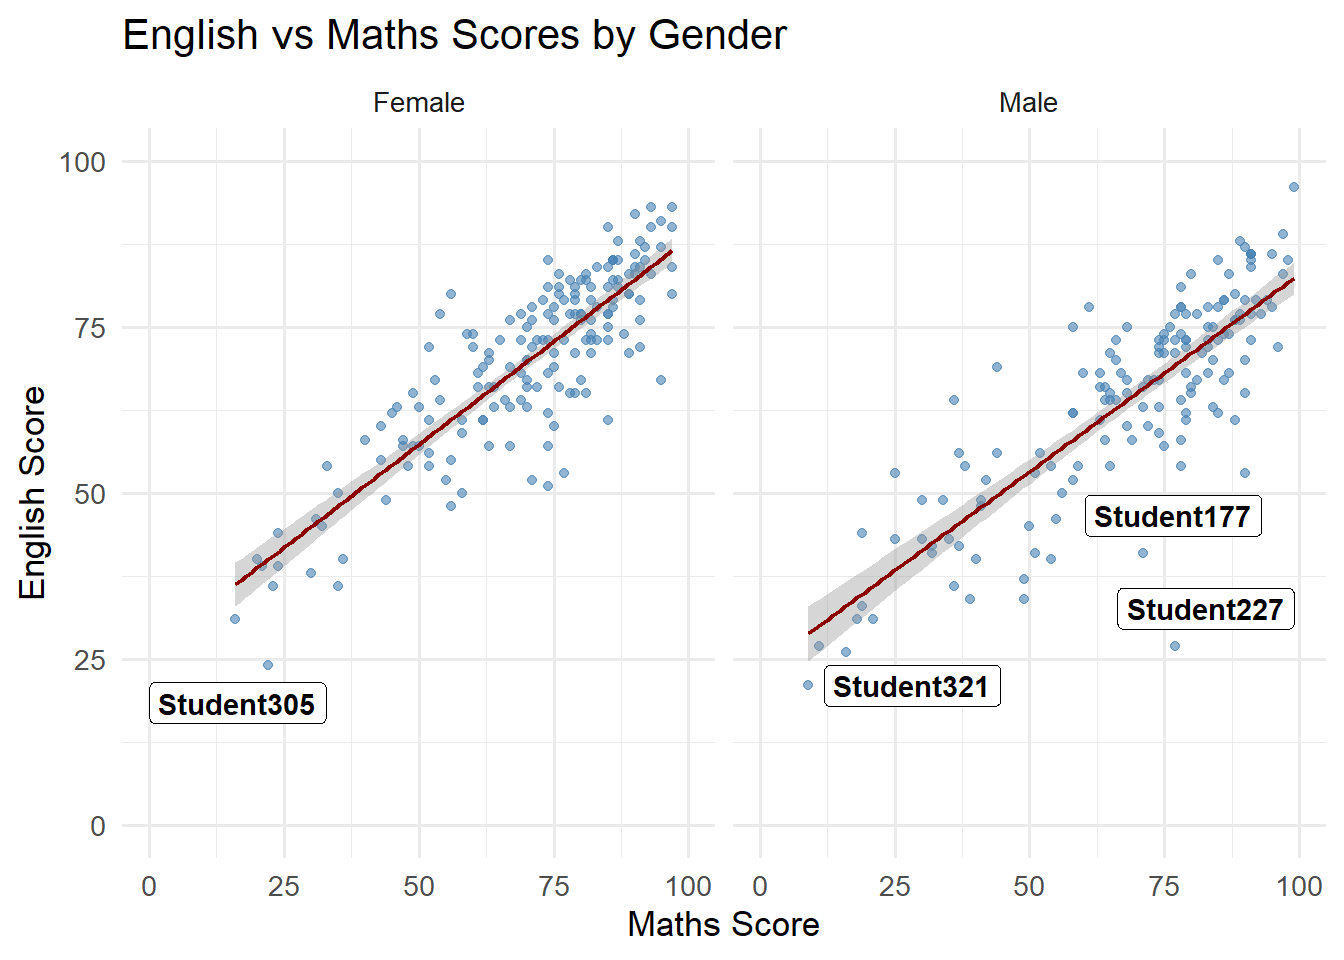 English vs Maths Scores by Gender
Female
Male
100
75
50
25
0
Student305
Student177
Student227
Student321
0 25 50 75 100
0 25 50 75 100
Maths Score
English Score